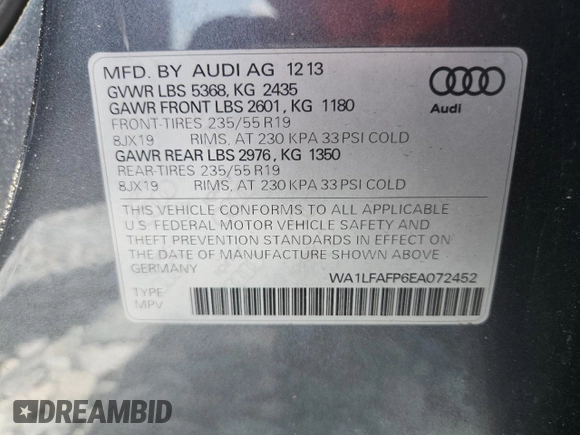 MFD. BY AUDI AG 12 13
GVWR LBS 5368, KG 2435
GAWR FRONT LBS 2601, KG 1180
FRONT-TIRES 235/55 R19
8JX19 RIMS, AT 230 KPA 33 PSI COLD
GAWR REAR LBS 2976, KG 1350
REAR-TIRES 235/55 R19
8JX19 RIMS, AT 230 KPA 33 PSI COLD
Audi
THIS VEHICLE CONFORMS TO ALL APPLICABLE
U.S. FEDERAL MOTOR VEHICLE SAFETY AND
THEFT PREVENTION STANDARDS IN EFFECT ON
THE DATE OF MANUFACTURE SHOWN ABOVE
GERMANY
WA1LFAFP6EA072452
TYPE:
MPV
DREAMBID